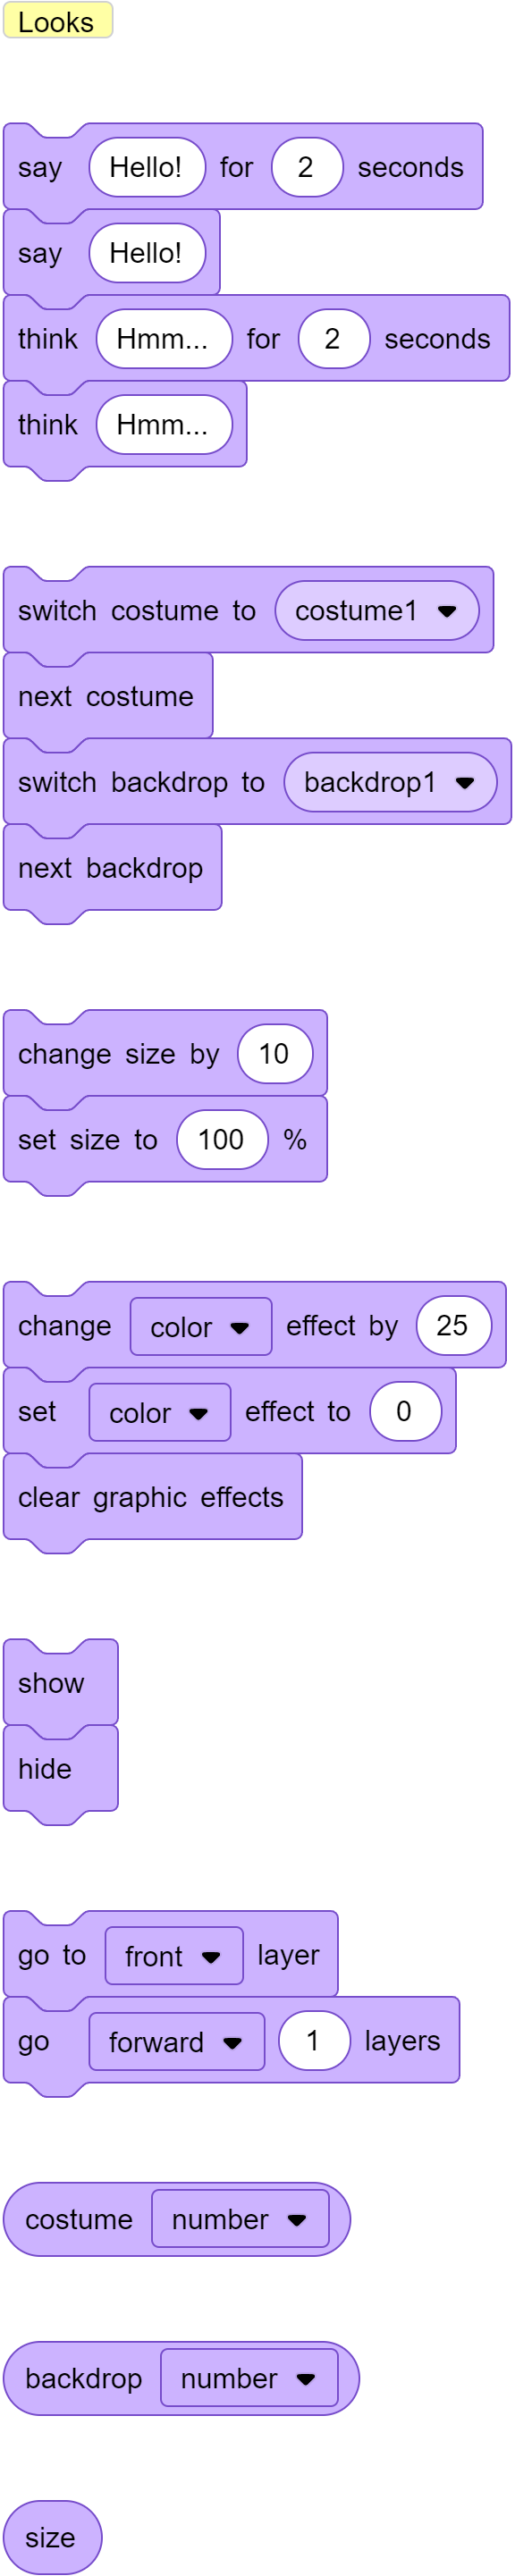 Looks
say Hello! for 2 seconds
say Hello!
think Hmm... for 2 seconds
think Hmm...
switch costume to costume1
next costume
switch backdrop to backdrop1
next backdrop
change size by 10
set size to 100 %
change color effect by 25
set color effect to 0
clear graphic effects
show
hide
go to front layer
go forward 1 layers
costume number
backdrop number
size